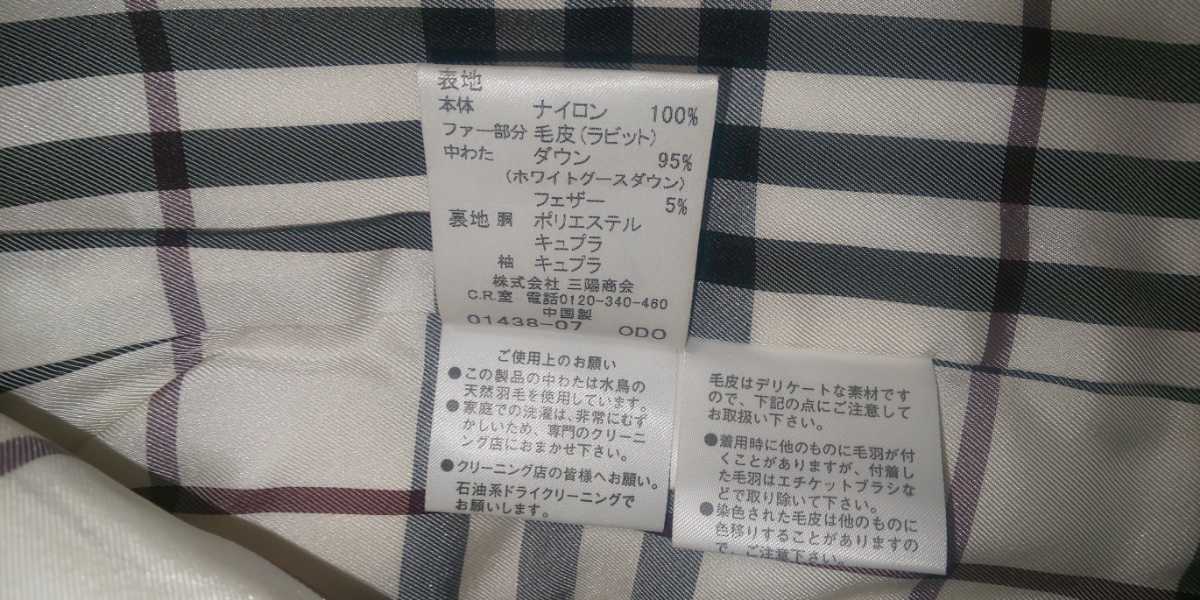 表地
本体 ナイロン 100%
ファー部分 毛皮(ラビット)
中わた ダウン 95%
(ホワイトグースダウン)
フェザー 5%
裏地 胴 ポリエステル
キュプラ
袖 キュプラ
株式会社 三陽商会
C.R.室 電話0120-340-460
中国製
01438-07 ODO
ご使用上のお願い
●この製品の中わたは水鳥の
天然羽毛を使用しています。
●家庭での洗濯は、非常にむず
かしいため、専門のクリーニ
ング店におまかせ下さい。
●クリーニング店の皆様へお願い。
石油系ドライクリーニングで
お願いします。
毛皮はデリケートな素材です
ので、下記の点にご注意して
お取扱い下さい。
●着用時に他のものに毛羽が付
くことがありますが、付着し
た毛羽はエチケットブラシな
どで取り除いて下さい。
●染色された毛皮は他のものに
色移りすることがありますの
で、ご注意下さい。